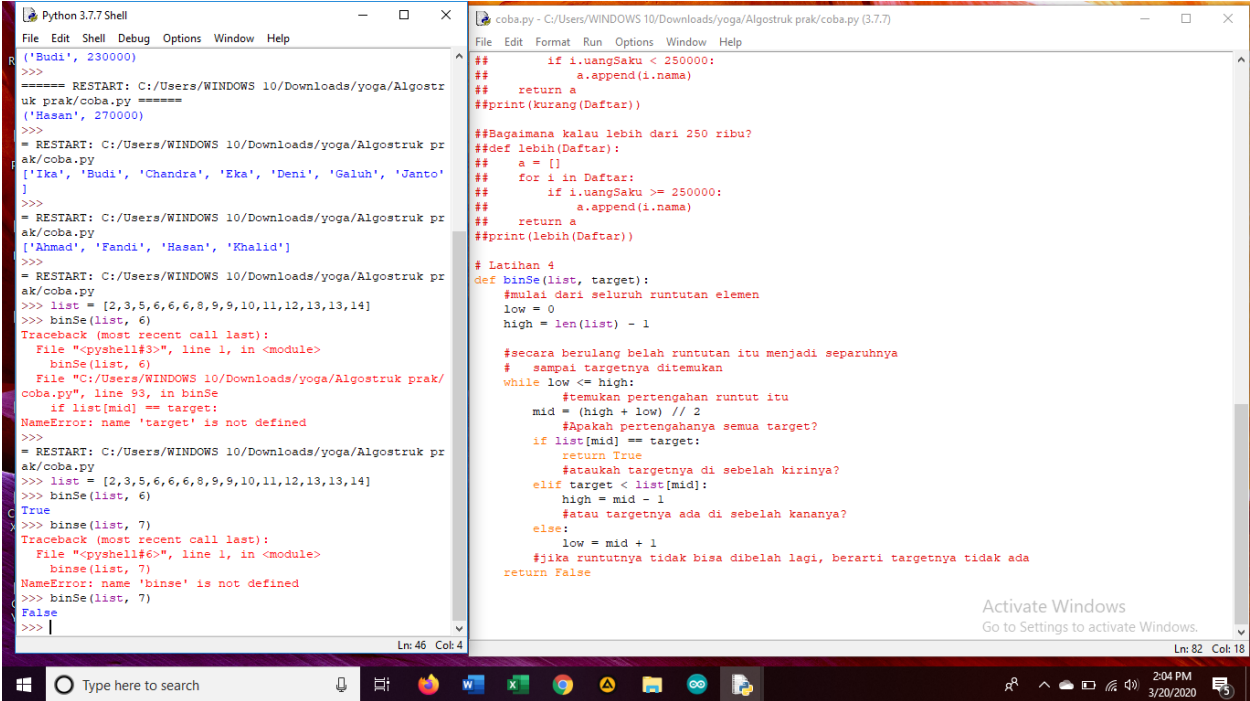 Python 3.7.7 Shell
File Edit Shell Debug Options Window Help
('Budi', 230000)
>>>
====== RESTART: C:/Users/WINDOWS 10/Downloads/yoga/Algostr
uk prak/coba.py ======
('Hasan', 270000)
>>>
= RESTART: C:/Users/WINDOWS 10/Downloads/yoga/Algostruk pr
ak/coba.py
['Ika', 'Budi', 'Chandra', 'Eka', 'Deni', 'Galuh', 'Janto'
]
>>>
= RESTART: C:/Users/WINDOWS 10/Downloads/yoga/Algostruk pr
ak/coba.py
['Ahmad', 'Fandi', 'Hasan', 'Khalid']
>>>
= RESTART: C:/Users/WINDOWS 10/Downloads/yoga/Algostruk pr
ak/coba.py
>>> list = [2,3,5,6,6,6,8,9,9,10,11,12,13,13,14]
>>> binSe(list, 6)
Traceback (most recent call last):
  File "<pyshell#3>", line 1, in <module>
    binSe(list, 6)
  File "C:/Users/WINDOWS 10/Downloads/yoga/Algostruk prak/
coba.py", line 93, in binSe
    if list[mid] == target:
NameError: name 'target' is not defined
>>>
= RESTART: C:/Users/WINDOWS 10/Downloads/yoga/Algostruk pr
ak/coba.py
>>> list = [2,3,5,6,6,6,8,9,9,10,11,12,13,13,14]
>>> binSe(list, 6)
True
>>> binse(list, 7)
Traceback (most recent call last):
  File "<pyshell#6>", line 1, in <module>
    binse(list, 7)
NameError: name 'binse' is not defined
>>> binSe(list, 7)
False
>>>
Ln: 46 Col: 4
coba.py - C:/Users/WINDOWS 10/Downloads/yoga/Algostruk prak/coba.py (3.7.7)
File Edit Format Run Options Window Help
##        if i.uangSaku < 250000:
##            a.append(i.nama)
##    return a
##print(kurang(Daftar))
##Bagaimana kalau lebih dari 250 ribu?
##def lebih(Daftar):
##    a = []
##    for i in Daftar:
##        if i.uangSaku >= 250000:
##            a.append(i.nama)
##    return a
##print(lebih(Daftar))
# Latihan 4
def binSe(list, target):
    #mulai dari seluruh runtutan elemen
    low = 0
    high = len(list) - 1
    #secara berulang belah runtutan itu menjadi separuhnya
    #   sampai targetnya ditemukan
    while low <= high:
            #temukan pertengahan runtut itu
        mid = (high + low) // 2
            #Apakah pertengahanya semua target?
        if list[mid] == target:
            return True
            #ataukah targetnya di sebelah kirinya?
        elif target < list[mid]:
            high = mid - 1
            #atau targetnya ada di sebelah kananya?
        else:
            low = mid + 1
        #jika runtutnya tidak bisa dibelah lagi, berarti targetnya tidak ada
    return False
Activate Windows
Go to Settings to activate Windows.
Ln: 82 Col: 18
Type here to search
2:04 PM
3/20/2020
5